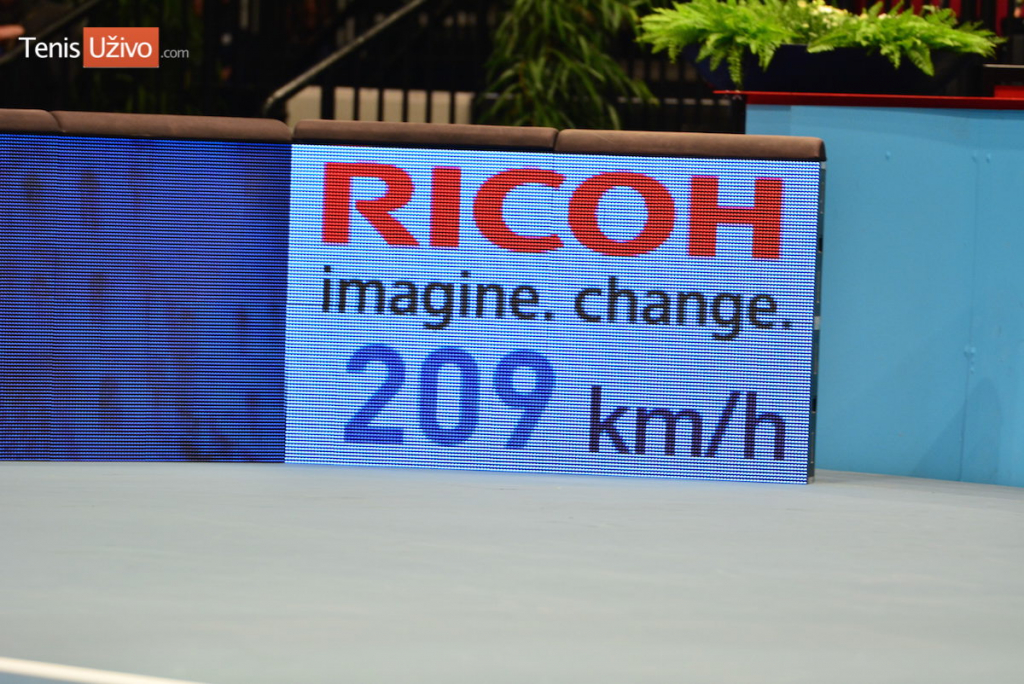 Tenis Uživo.com
RICOH
imagine. change.
209 km/h